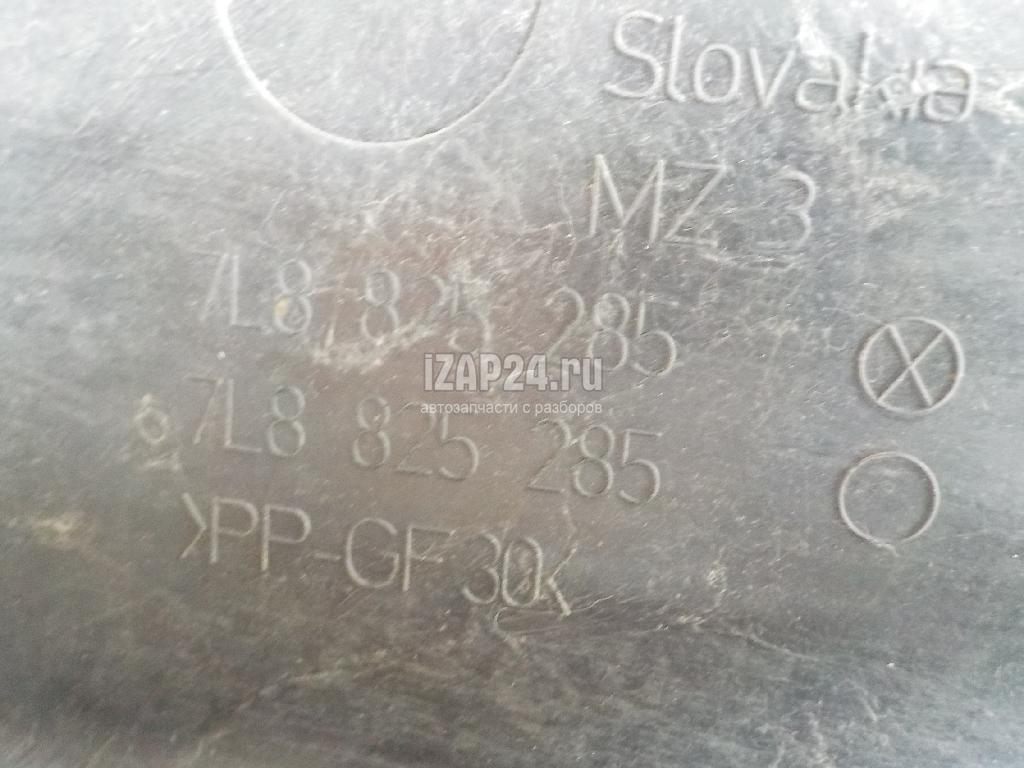 Slovakia
MZ 3
7L8 825 285
iZAP24.ru
автозапчасти с разборов
7L8 825 285
>PP-GF30<